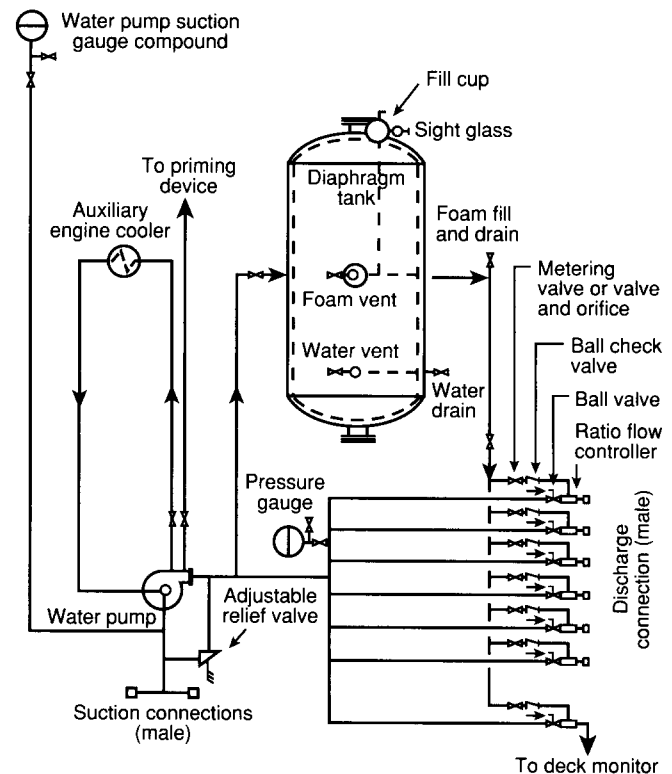 Water pump suction
gauge compound
Fill cup
Sight glass
To priming
device
Diaphragm
tank
Auxiliary
engine cooler
Foam fill
and drain
Metering
valve or valve
and orifice
Foam vent
Ball check
valve
Water vent
Water
drain
Ball valve
Ratio flow
controller
Pressure
gauge
Discharge
connection (male)
Adjustable
relief valve
Water pump
Suction connections
(male)
To deck monitor